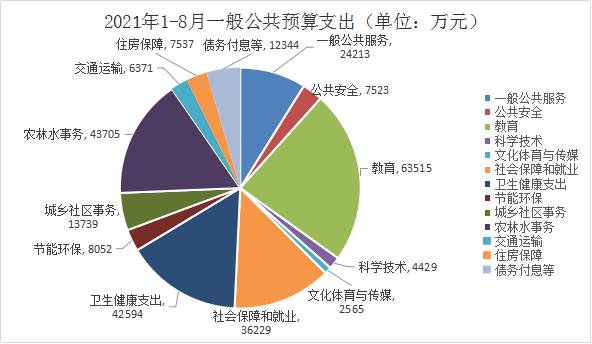 2021年1-8月一般公共预算支出（单位：万元）
住房保障, 7537
债务付息等, 12344
一般公共服务,
24213
交通运输, 6371
公共安全, 7523
农林水事务, 43705
教育, 63515
城乡社区事务,
13739
节能环保, 8052
科学技术, 4429
文化体育与传媒,
2565
卫生健康支出,
42594
社会保障和就业,
36229
一般公共服务
公共安全
教育
科学技术
文化体育与传媒
社会保障和就业
卫生健康支出
节能环保
城乡社区事务
农林水事务
交通运输
住房保障
债务付息等